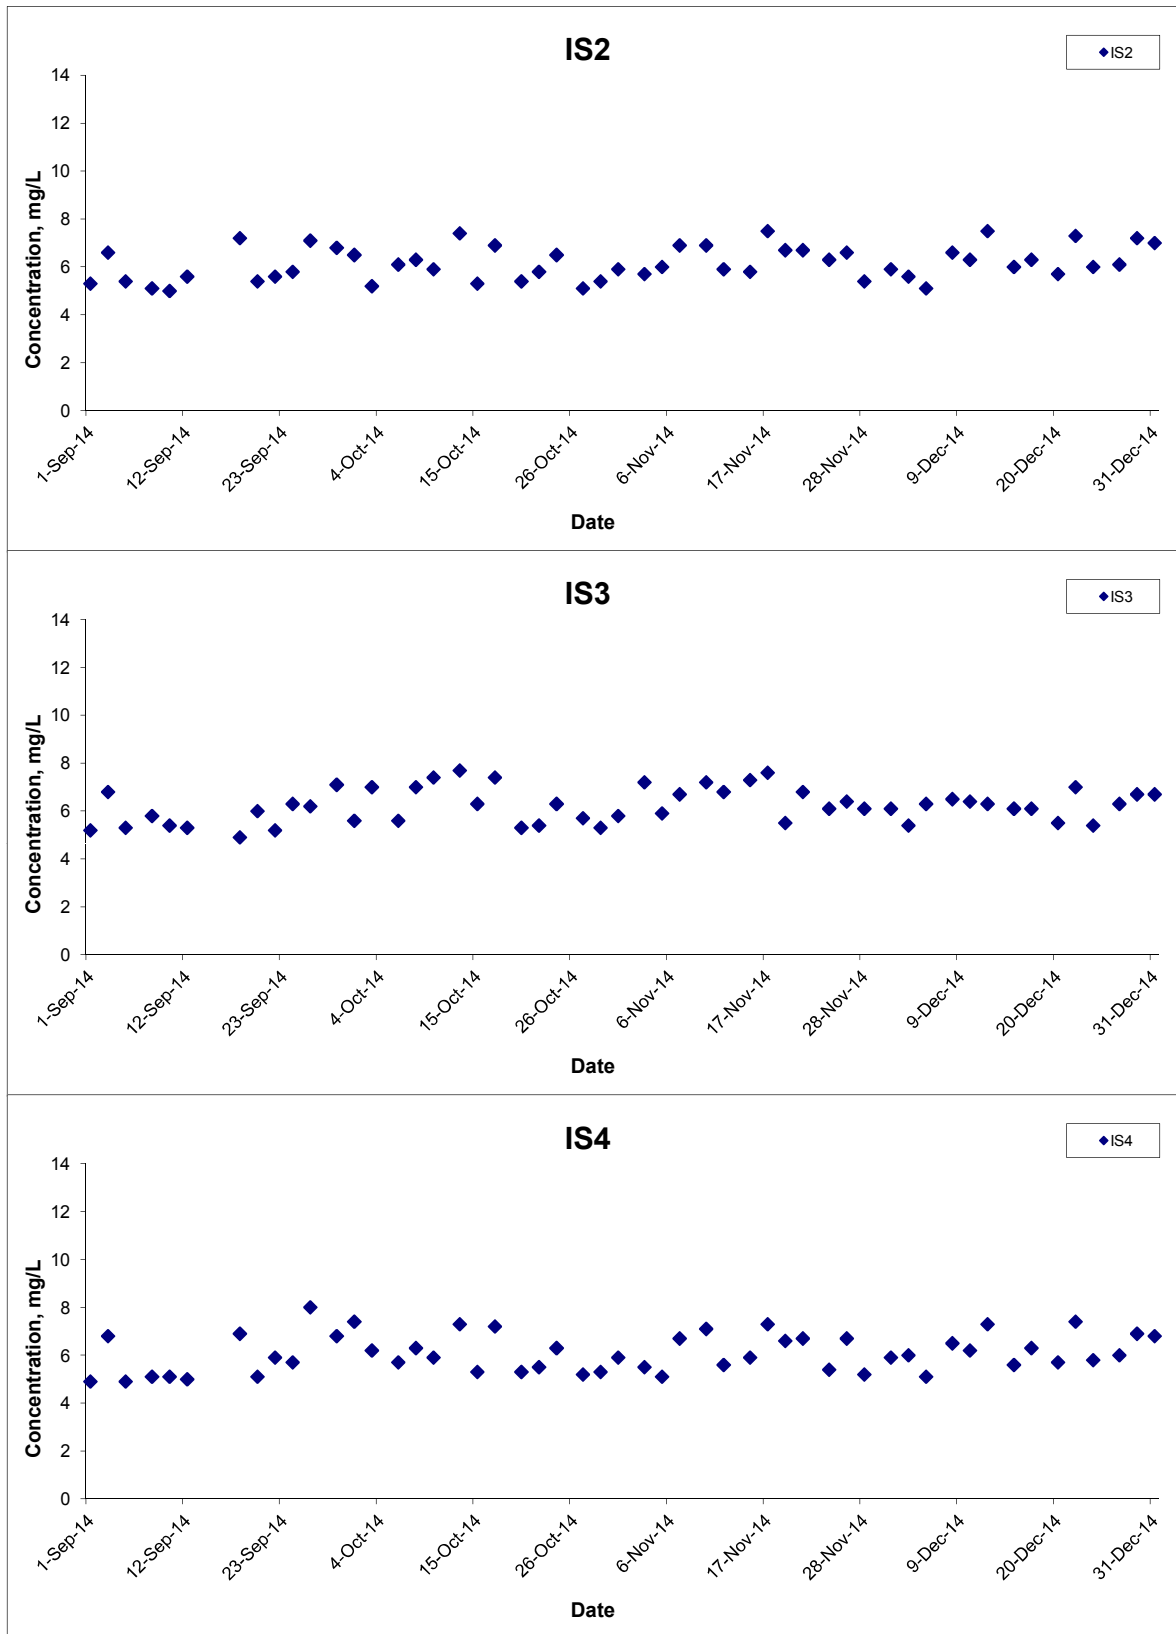 IS2
IS2
14
12
10
8
6
4
2
0
Concentration, mg/L
1-Sep-14
12-Sep-14
23-Sep-14
4-Oct-14
15-Oct-14
26-Oct-14
6-Nov-14
17-Nov-14
28-Nov-14
9-Dec-14
20-Dec-14
31-Dec-14
Date
IS3
IS3
14
12
10
8
6
4
2
0
Concentration, mg/L
1-Sep-14
12-Sep-14
23-Sep-14
4-Oct-14
15-Oct-14
26-Oct-14
6-Nov-14
17-Nov-14
28-Nov-14
9-Dec-14
20-Dec-14
31-Dec-14
Date
IS4
IS4
14
12
10
8
6
4
2
0
Concentration, mg/L
1-Sep-14
12-Sep-14
23-Sep-14
4-Oct-14
15-Oct-14
26-Oct-14
6-Nov-14
17-Nov-14
28-Nov-14
9-Dec-14
20-Dec-14
31-Dec-14
Date